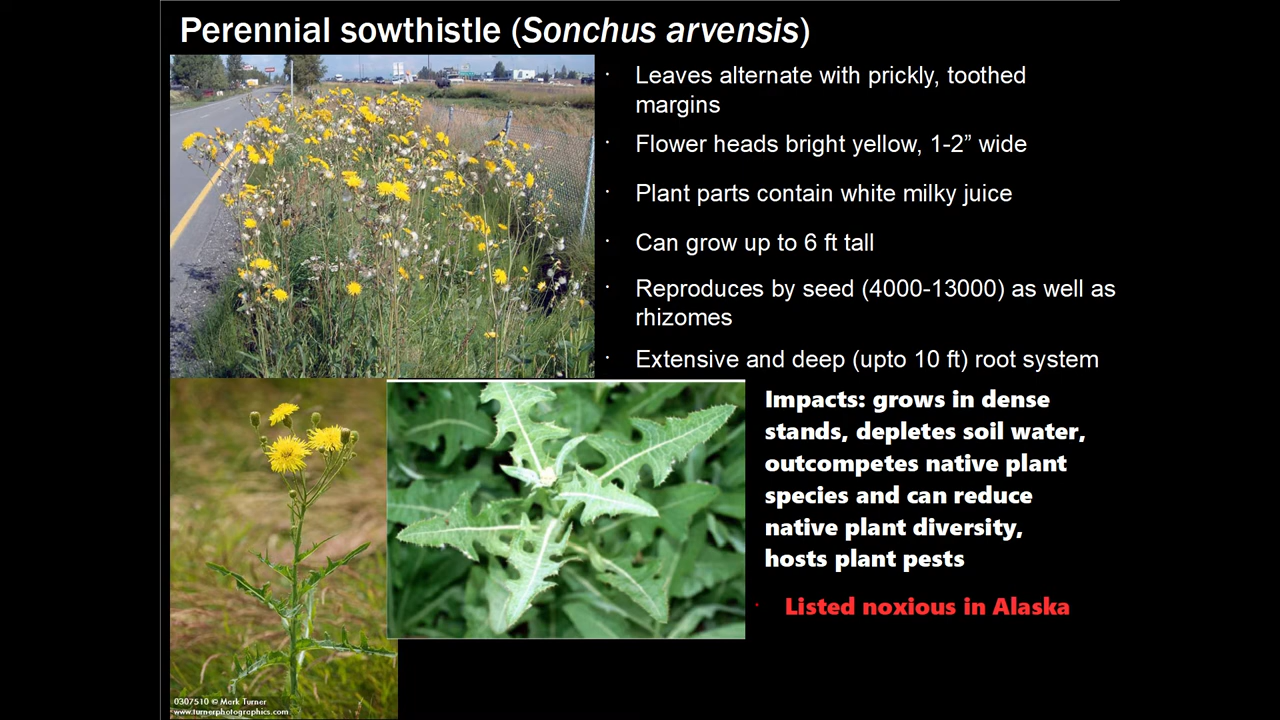 Perennial sowthistle (Sonchus arvensis)
· Leaves alternate with prickly, toothed
margins
· Flower heads bright yellow, 1-2” wide
· Plant parts contain white milky juice
· Can grow up to 6 ft tall
· Reproduces by seed (4000-13000) as well as
rhizomes
· Extensive and deep (upto 10 ft) root system
Impacts: grows in dense
stands, depletes soil water,
outcompetes native plant
species and can reduce
native plant diversity,
hosts plant pests
· Listed noxious in Alaska
0307510 © Mark Turner
www.turnerphotographics.com